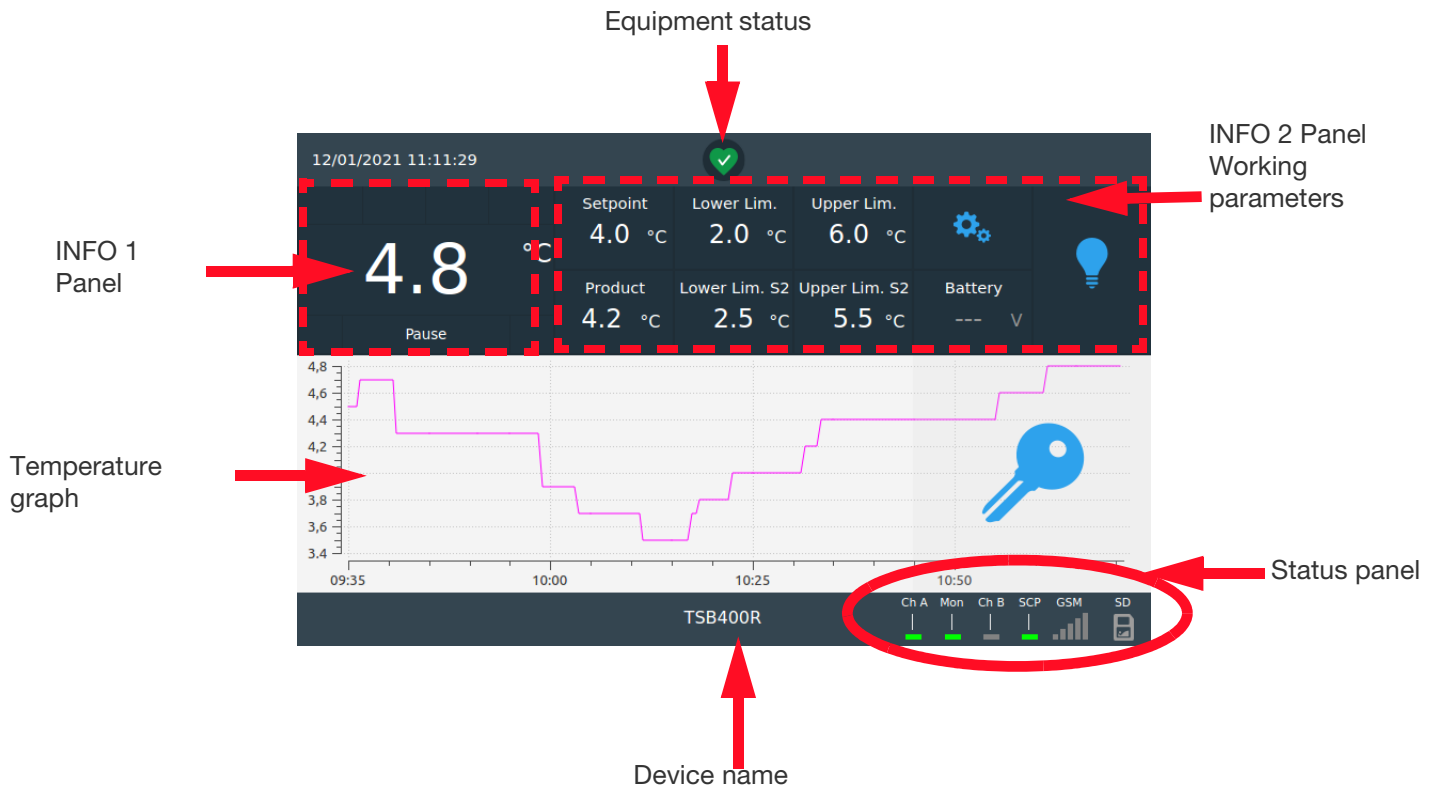 Equipment status
12/01/2021 11:11:29
INFO 2 Panel
Working
parameters
INFO 1
Panel
4.8 °C
Pause
Setpoint
4.0 °C
Lower Lim.
2.0 °C
Upper Lim.
6.0 °C
Product
4.2 °C
Lower Lim. S2
2.5 °C
Upper Lim. S2
5.5 °C
Battery
--- V
Temperature
graph
4,8
4,6
4,4
4,2
3,8
3,6
3,4
09:35 10:00 10:25 10:50
Status panel
TSB400R
Ch A Mon Ch B SCP GSM SD
Device name